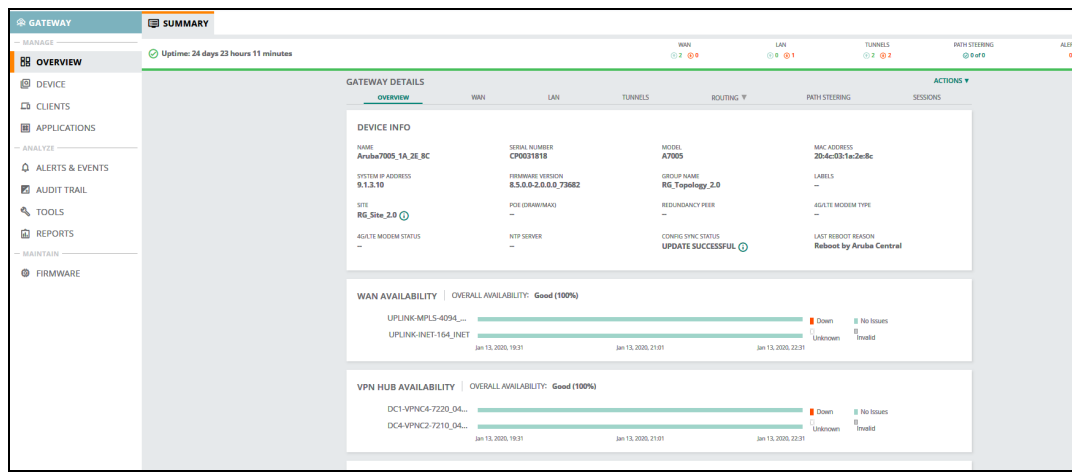 GATEWAY
SUMMARY
MANAGE
OVERVIEW
DEVICE
CLIENTS
APPLICATIONS
ANALYZE
ALERTS & EVENTS
AUDIT TRAIL
TOOLS
REPORTS
MAINTAIN
FIRMWARE
Uptime: 24 days 23 hours 11 minutes
WAN LAN TUNNELS PATH STEERING ALER
2 0 0 1 2 2 0 of 0 0
GATEWAY DETAILS ACTIONS
OVERVIEW WAN LAN TUNNELS ROUTING PATH STEERING SESSIONS
DEVICE INFO
NAME SERIAL NUMBER MODEL MAC ADDRESS
Aruba7005_1A_2E_8C CP0031818 A7005 20:4c:03:1a:2e:8c
SYSTEM IP ADDRESS FIRMWARE VERSION GROUP NAME LABELS
9.1.3.10 8.5.0.0-2.0.0.0_73682 RG_Topology_2.0 --
SITE POE (DRAW/MAX) REDUNDANCY PEER 4G/LTE MODEM TYPE
RG_Site_2.0 -- -- --
4G/LTE MODEM STATUS NTP SERVER CONFIG SYNC STATUS LAST REBOOT REASON
-- -- UPDATE SUCCESSFUL Reboot by Aruba Central
WAN AVAILABILITY OVERALL AVAILABILITY: Good (100%)
UPLINK-MPLS-4094_...
UPLINK-INET-164_INET
Down No Issues
Unknown Invalid
Jan 13, 2020, 19:31 Jan 13, 2020, 21:01 Jan 13, 2020, 22:31
VPN HUB AVAILABILITY OVERALL AVAILABILITY: Good (100%)
DC1-VPNC4-7220_04...
DC4-VPNC2-7210_04...
Down No Issues
Unknown Invalid
Jan 13, 2020, 19:31 Jan 13, 2020, 21:01 Jan 13, 2020, 22:31